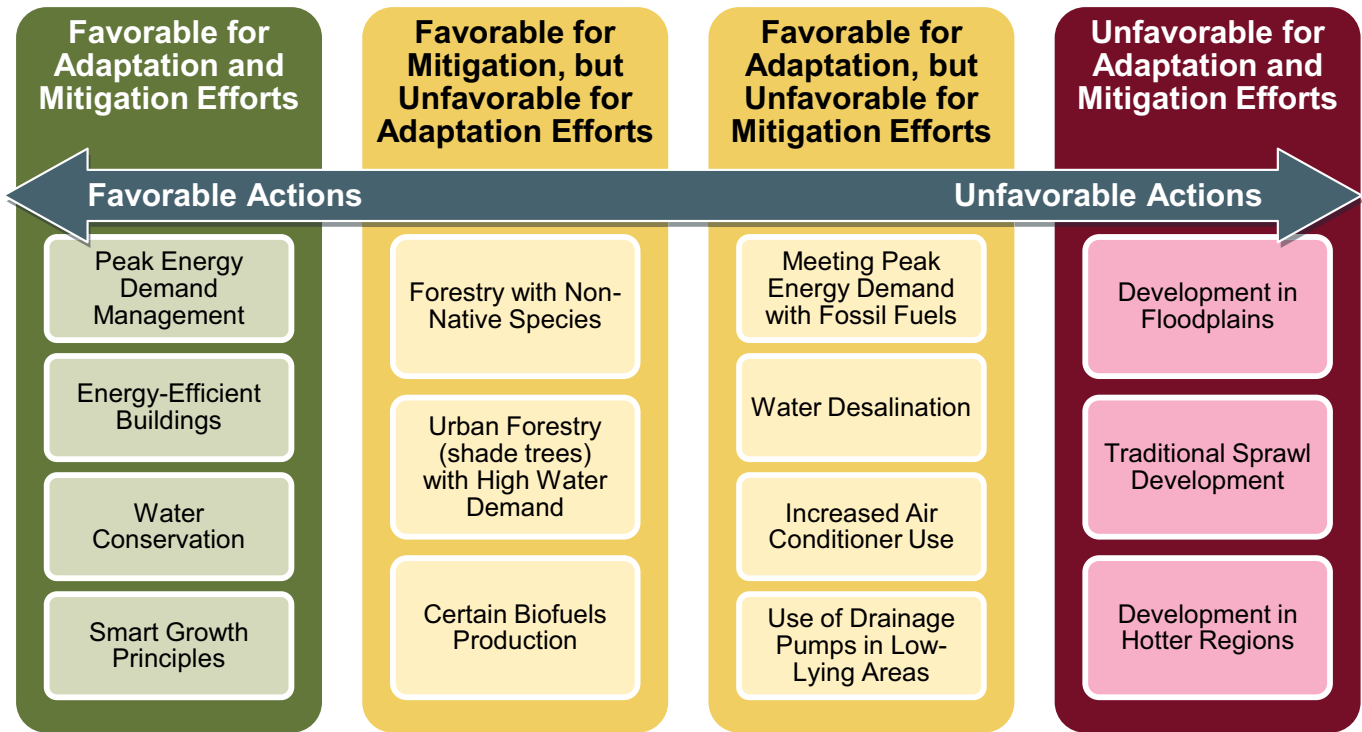 Favorable for
Adaptation and
Mitigation Efforts
Favorable for
Mitigation, but
Unfavorable for
Adaptation Efforts
Favorable for
Adaptation, but
Unfavorable for
Mitigation Efforts
Unfavorable for
Adaptation and
Mitigation Efforts
Favorable Actions
Unfavorable Actions
Peak Energy
Demand
Management
Energy-Efficient
Buildings
Water
Conservation
Smart Growth
Principles
Forestry with Non-
Native Species
Urban Forestry
(shade trees)
with High Water
Demand
Certain Biofuels
Production
Meeting Peak
Energy Demand
with Fossil Fuels
Water Desalination
Increased Air
Conditioner Use
Use of Drainage
Pumps in Low-
Lying Areas
Development in
Floodplains
Traditional Sprawl
Development
Development in
Hotter Regions